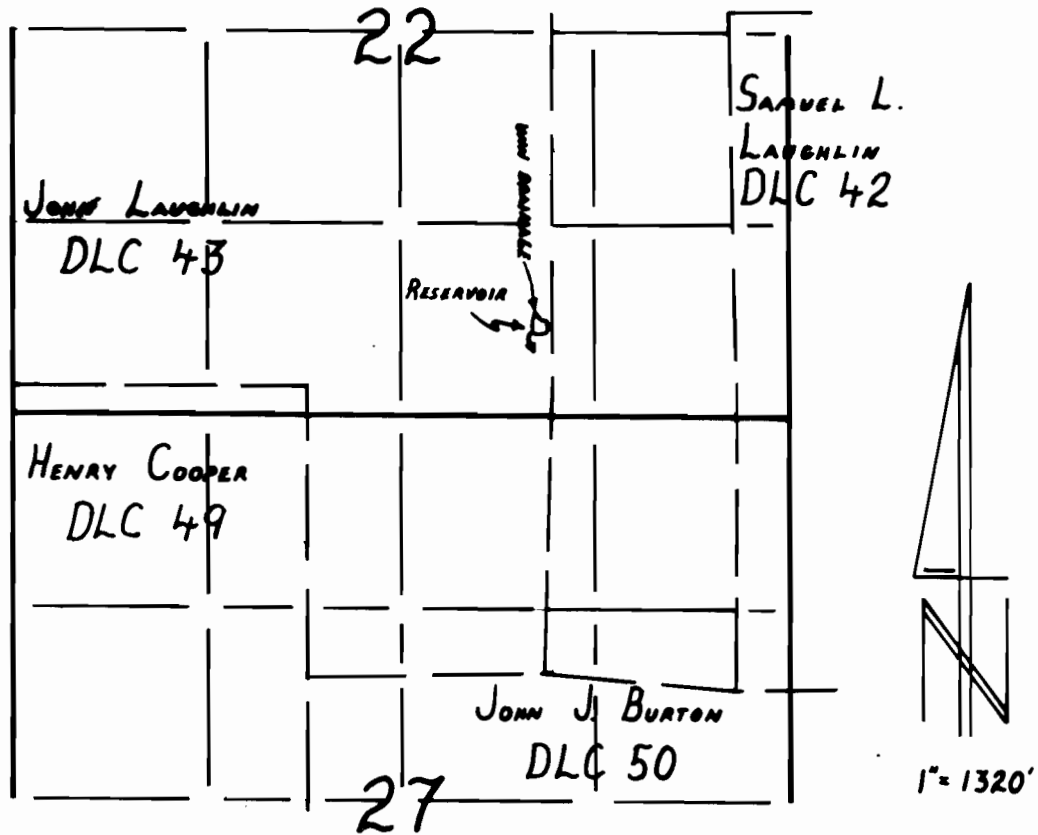 22
SAMUEL L.
LAUGHLIN
DLC 42
JOHN LAUGHLIN
DLC 43
RESERVOIR
HENRY COOPER
DLC 49
N
JOHN J. BURTON
DLC 50
1"= 1320'
27